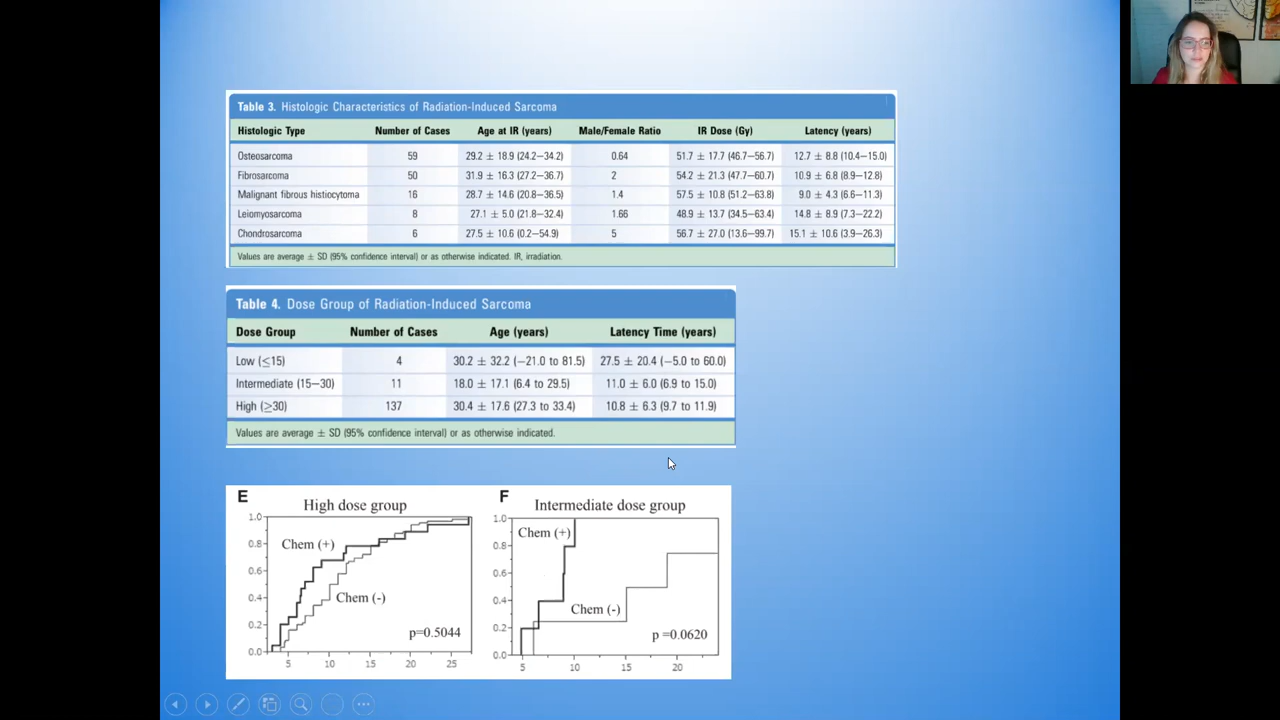 Table 3. Histologic Characteristics of Radiation-Induced Sarcoma
Histologic Type Number of Cases Age at IR (years) Male/Female Ratio IR Dose (Gy) Latency (years)
Osteosarcoma 59 29.2 ± 18.9 (24.2–34.2) 0.64 51.7 ± 17.7 (46.7–56.7) 12.7 ± 8.8 (10.4–15.0)
Fibrosarcoma 50 31.9 ± 16.3 (27.2–36.7) 2 54.2 ± 21.3 (47.7–60.7) 10.9 ± 6.8 (8.9–12.8)
Malignant fibrous histiocytoma 16 28.7 ± 14.6 (20.8–36.5) 1.4 57.5 ± 10.8 (51.2–63.8) 9.0 ± 4.3 (6.6–11.3)
Leiomyosarcoma 8 27.1 ± 5.0 (21.8–32.4) 1.66 48.9 ± 13.7 (34.5–63.4) 14.8 ± 8.9 (7.3–22.2)
Chondrosarcoma 6 27.5 ± 10.6 (0.2–54.9) 5 56.7 ± 27.0 (13.6–99.7) 15.1 ± 10.6 (3.9–26.3)
Values are average ± SD (95% confidence interval) or as otherwise indicated. IR, irradiation.
Table 4. Dose Group of Radiation-Induced Sarcoma
Dose Group Number of Cases Age (years) Latency Time (years)
Low (≤15) 4 30.2 ± 32.2 (−21.0 to 81.5) 27.5 ± 20.4 (−5.0 to 60.0)
Intermediate (15–30) 11 18.0 ± 17.1 (6.4 to 29.5) 11.0 ± 6.0 (6.9 to 15.0)
High (≥30) 137 30.4 ± 17.6 (27.3 to 33.4) 10.8 ± 6.3 (9.7 to 11.9)
Values are average ± SD (95% confidence interval) or as otherwise indicated.
E High dose group
1.0
0.8
0.6
0.4
0.2
0.0
Chem (+)
Chem (-)
p=0.5044
5 10 15 20 25
F Intermediate dose group
1.0
0.8
0.6
0.4
0.2
0.0
Chem (+)
Chem (-)
p =0.0620
5 10 15 20